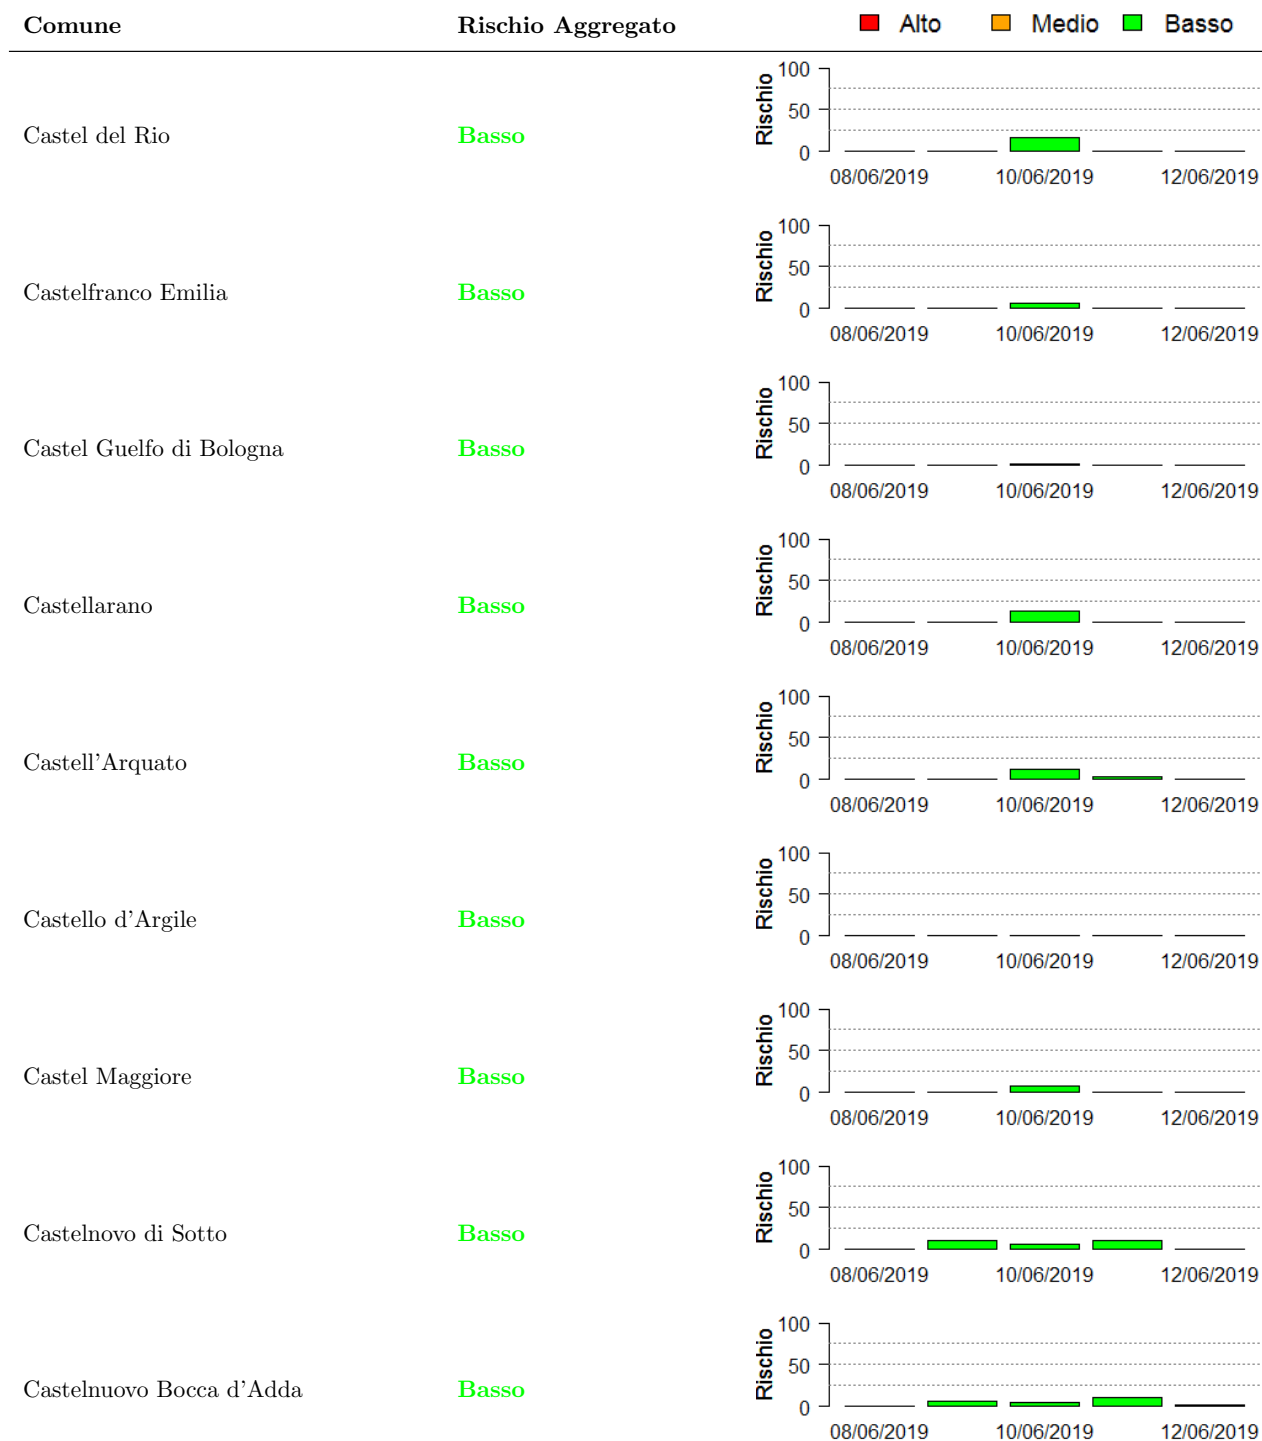 Comune Rischio Aggregato Alto Medio Basso
100
Rischio
50
Castel del Rio Basso
0
08/06/2019 10/06/2019 12/06/2019
100
Rischio
50
Castelfranco Emilia Basso
0
08/06/2019 10/06/2019 12/06/2019
100
Rischio
50
Castel Guelfo di Bologna Basso
0
08/06/2019 10/06/2019 12/06/2019
100
Rischio
50
Castellarano Basso
0
08/06/2019 10/06/2019 12/06/2019
100
Rischio
50
Castell'Arquato Basso
0
08/06/2019 10/06/2019 12/06/2019
100
Rischio
50
Castello d'Argile Basso
0
08/06/2019 10/06/2019 12/06/2019
100
Rischio
50
Castel Maggiore Basso
0
08/06/2019 10/06/2019 12/06/2019
100
Rischio
50
Castelnovo di Sotto Basso
0
08/06/2019 10/06/2019 12/06/2019
100
Rischio
50
Castelnuovo Bocca d'Adda Basso
0
08/06/2019 10/06/2019 12/06/2019